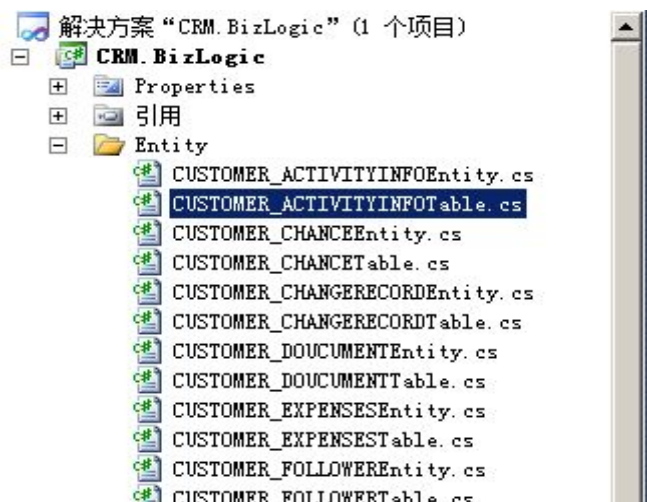 解决方案“CRM.BizLogic”(1 个项目)
CRM.BizLogic
Properties
引用
Entity
CUSTOMER_ACTIVITYINFOEntity.cs
CUSTOMER_ACTIVITYINFOTable.cs
CUSTOMER_CHANCEEntity.cs
CUSTOMER_CHANCETable.cs
CUSTOMER_CHANGERECORDEntity.cs
CUSTOMER_CHANGERECORDTable.cs
CUSTOMER_DOUCUMENTEntity.cs
CUSTOMER_DOUCUMENTTable.cs
CUSTOMER_EXPENSESEntity.cs
CUSTOMER_EXPENSESTable.cs
CUSTOMER_FOLLOWEREntity.cs
CUSTOMER_FOLLOWERTable.cs